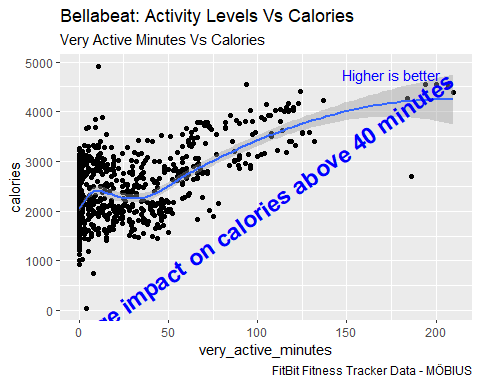 Bellabeat: Activity Levels Vs Calories
Very Active Minutes Vs Calories
Higher is better
impact on calories above 40 minutes
calories
5000
4000
3000
2000
1000
0
0
50
100
150
200
very_active_minutes
FitBit Fitness Tracker Data - MÖBIUS